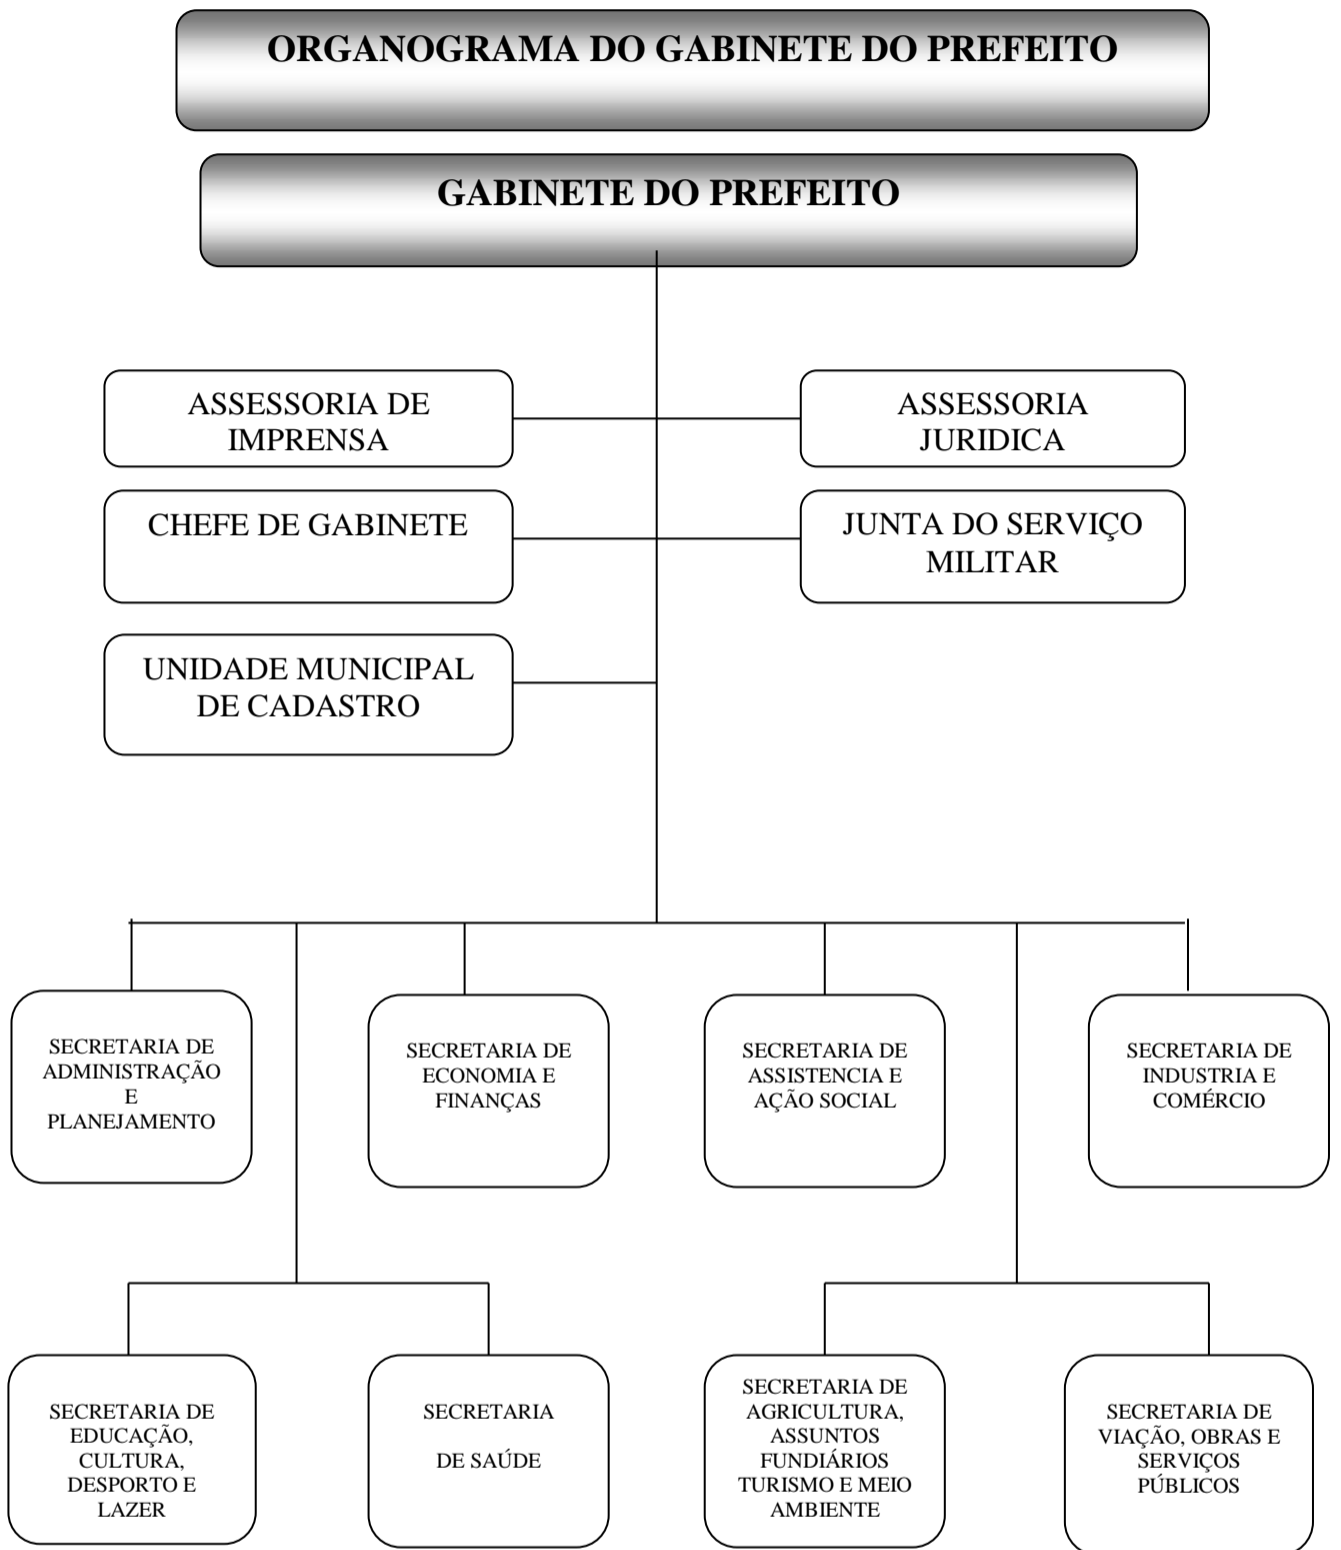 ORGANOGRAMA DO GABINETE DO PREFEITO
GABINETE DO PREFEITO
ASSESSORIA DE
IMPRENSA
ASSESSORIA
JURIDICA
CHEFE DE GABINETE
JUNTA DO SERVIÇO
MILITAR
UNIDADE MUNICIPAL
DE CADASTRO
SECRETARIA DE
ADMINISTRAÇÃO
E
PLANEJAMENTO
SECRETARIA DE
ECONOMIA E
FINANÇAS
SECRETARIA DE
ASSISTENCIA E
AÇÃO SOCIAL
SECRETARIA DE
INDUSTRIA E
COMÉRCIO
SECRETARIA DE
EDUCAÇÃO,
CULTURA,
DESPORTO E
LAZER
SECRETARIA
DE SAÚDE
SECRETARIA DE
AGRICULTURA,
ASSUNTOS
FUNDIÁRIOS
TURISMO E MEIO
AMBIENTE
SECRETARIA DE
VIAÇÃO, OBRAS E
SERVIÇOS
PÚBLICOS